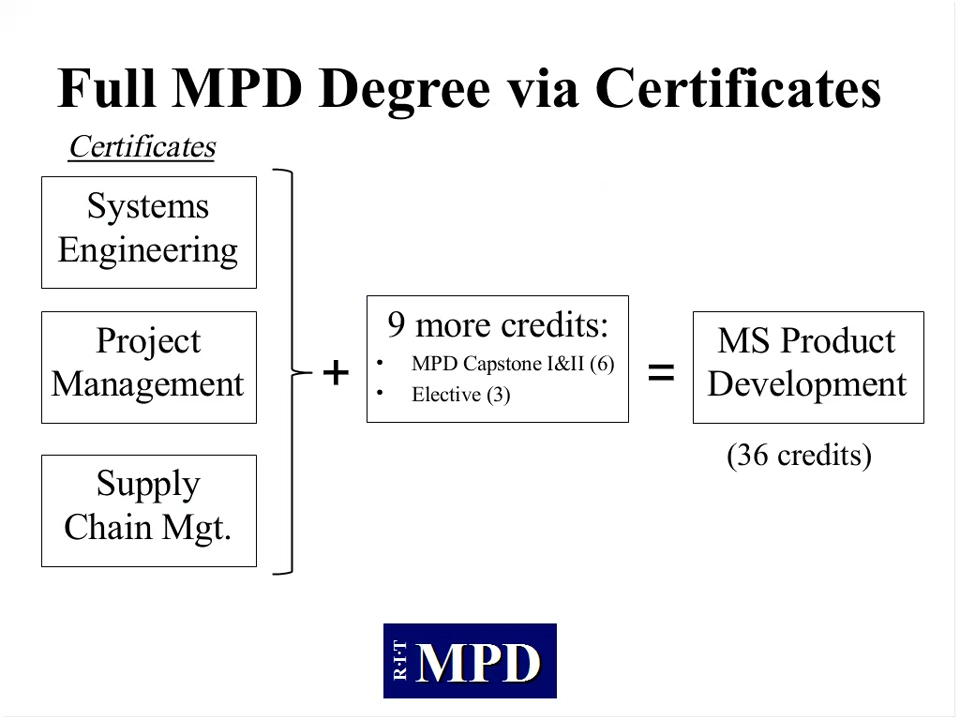 Full MPD Degree via Certificates
Certificates
Systems
Engineering
Project
Management
Supply
Chain Mgt.
+
9 more credits:
• MPD Capstone I&II (6)
• Elective (3)
=
MS Product
Development
(36 credits)
R·I·T
MPD